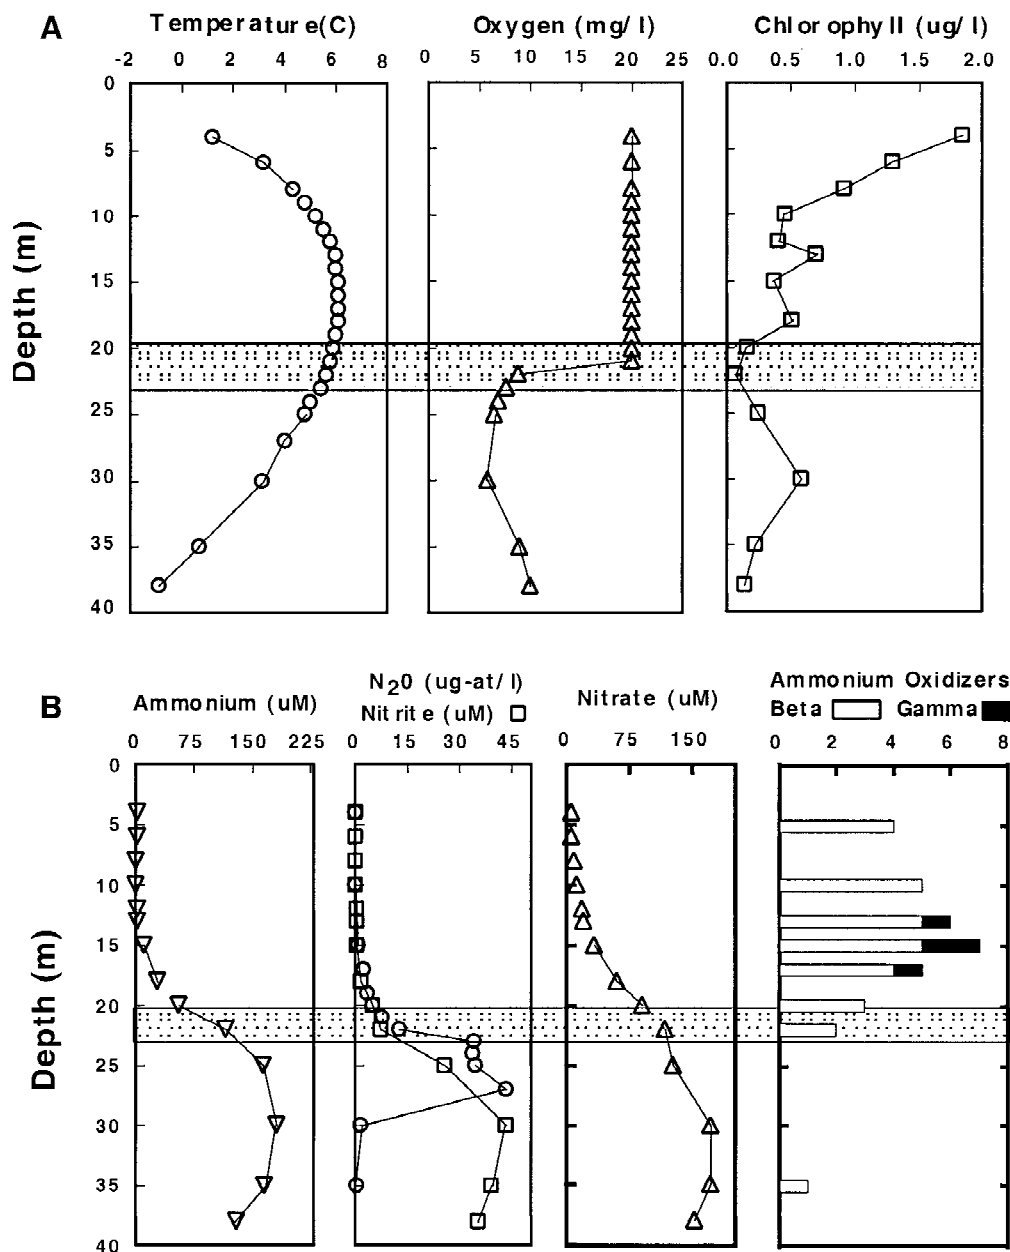 A
Temperature(C) Oxygen (mg/l) Chlorophyll (ug/l)
-2 0 2 4 6 8 0 5 10 15 20 25 0.0 0.5 1.0 1.5 2.0
Depth (m)
0
5
10
15
20
25
30
35
40
B
Ammonium (uM)
N20 (ug-at/l)
Nitrite (uM)
Nitrate (uM)
Ammonium Oxidizers
Beta Gamma
0 75 150 225 0 15 30 45 0 75 150 0 2 4 6 8
Depth (m)
0
5
10
15
20
25
30
35
40